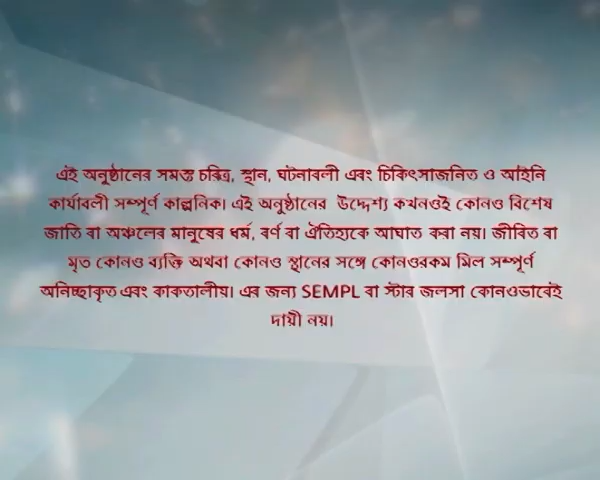 এই অনুষ্ঠানের সমস্ত চরিত্র, স্থান, ঘটনাবলী এবং চিকিৎসাজনিত ও আইনি
কার্যাবলী সম্পূর্ণ কাল্পনিক। এই অনুষ্ঠানের উদ্দেশ্য কখনওই কোনও বিশেষ
জাতি বা অঞ্চলের মানুষের ধর্ম, বর্ণ বা ঐতিহ্যকে আঘাত করা নয়। জীবিত বা
মৃত কোনও ব্যক্তি অথবা কোনও স্থানের সঙ্গে কোনওরকম মিল সম্পূর্ণ
অনিচ্ছাকৃত এবং কাকতালীয়। এর জন্য SEMPL বা স্টার জলসা কোনওভাবেই
দায়ী নয়।